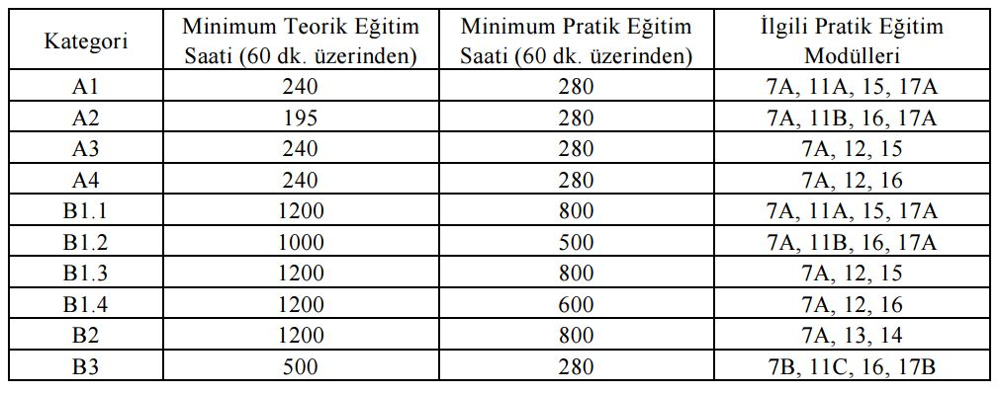 Kategori Minimum Teorik Eğitim Saati (60 dk. üzerinden) Minimum Pratik Eğitim Saati (60 dk. üzerinden) İlgili Pratik Eğitim Modülleri
A1 240 280 7A, 11A, 15, 17A
A2 195 280 7A, 11B, 16, 17A
A3 240 280 7A, 12, 15
A4 240 280 7A, 12, 16
B1.1 1200 800 7A, 11A, 15, 17A
B1.2 1000 500 7A, 11B, 16, 17A
B1.3 1200 800 7A, 12, 15
B1.4 1200 600 7A, 12, 16
B2 1200 800 7A, 13, 14
B3 500 280 7B, 11C, 16, 17B